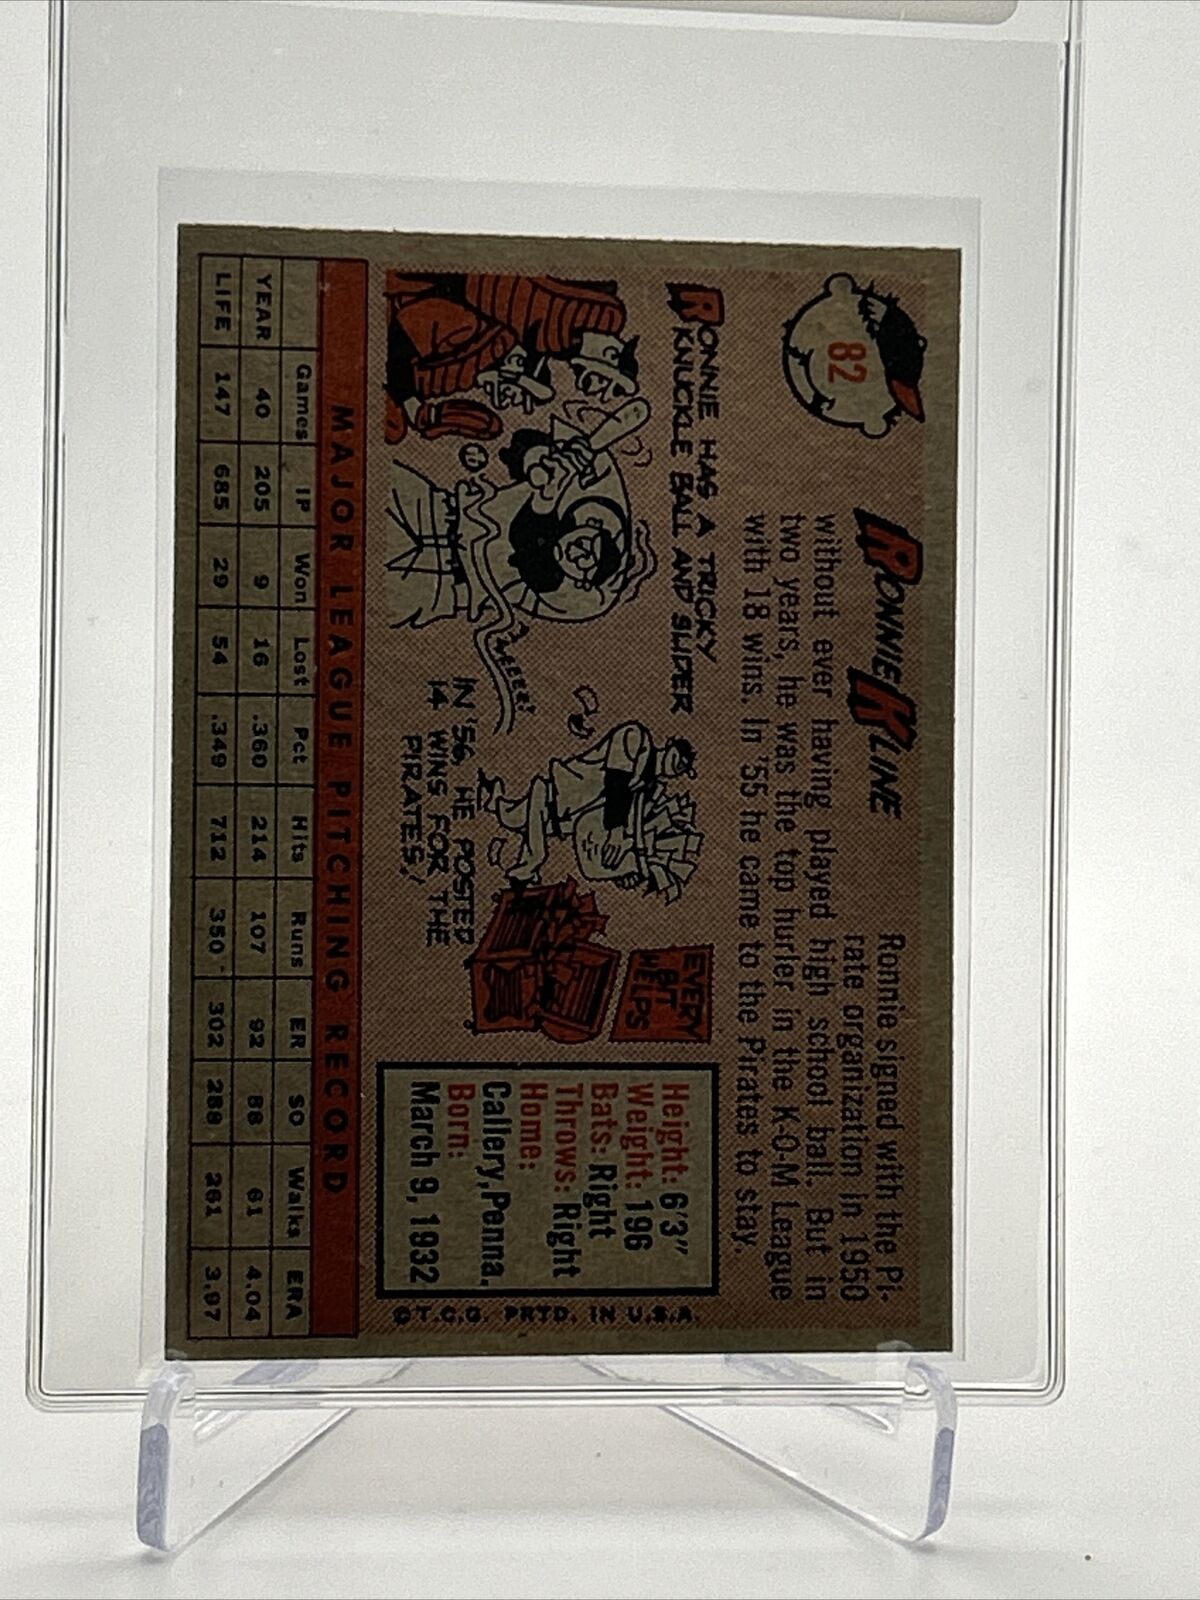 82
RONNIE KLINE
Ronnie signed with the Pi-
rate organization in 1950
without ever having played high school ball. But in
two years, he was the top hurler in the K-O-M League
with 18 wins. In '55 he came to the Pirates to stay.
RONNIE HAS A TRICKY
KNUCKLE BALL AND SLIDER
EVERY
BIT
HELPS
IN '56, HE POSTED
14 WINS FOR THE
PIRATES!
Height: 6'3"
Weight: 196
Bats: Right
Throws: Right
Home:
Callery, Penna.
Born:
March 9, 1932
© T.C.G. PRTD. IN U.S.A.
MAJOR LEAGUE PITCHING RECORD
Games IP Won Lost Pct Hits Runs ER SO Walks ERA
YEAR 40 205 9 16 .360 214 107 92 88 61 4.04
LIFE 147 685 29 54 .349 712 350 302 288 261 3.97